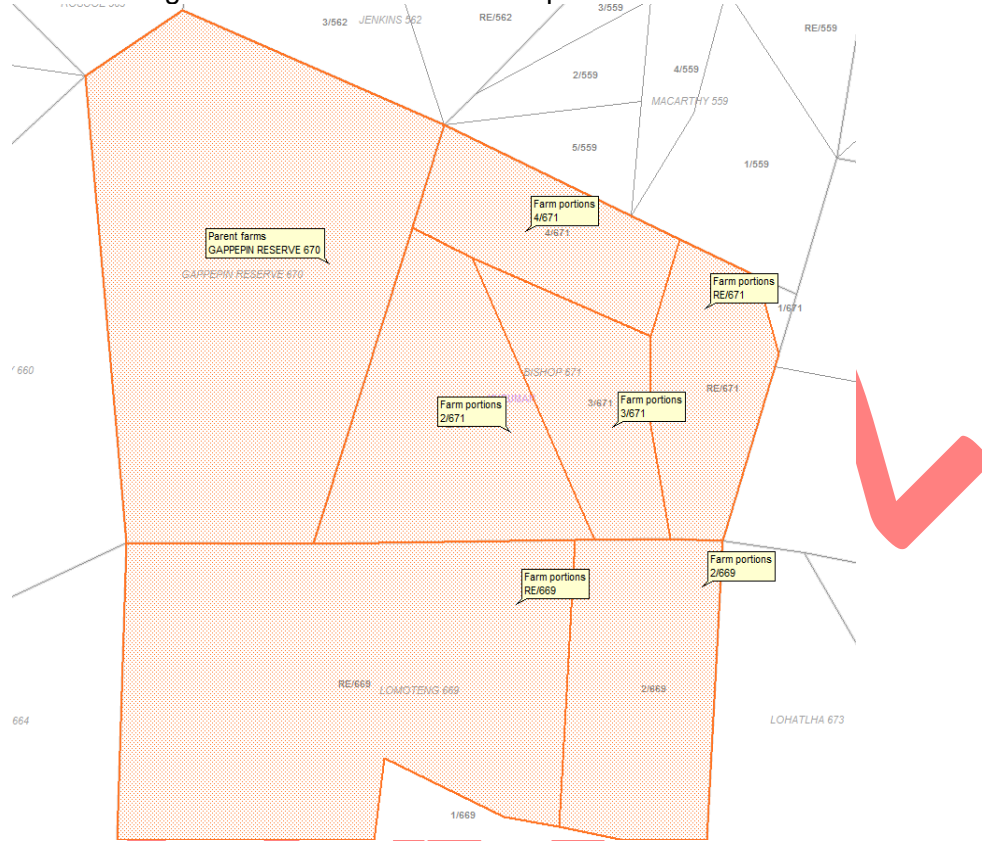 3/562
JENKINS 562
RE/562
3/559
RE/559
2/559
4/559
MACARTHY 559
5/559
1/559
Farm portions
4/671
4/671
Parent farms
GAPPEPIN RESERVE 670
GAPPEPIN RESERVE 670
Farm portions
RE/671
1/671
660
BISHOP 671
RE/671
Farm portions
2/671
3/671
Farm portions
3/671
Farm portions
RE/669
Farm portions
2/669
RE/669
LOMOTENG 669
2/669
664
LOHATLHA 673
1/669